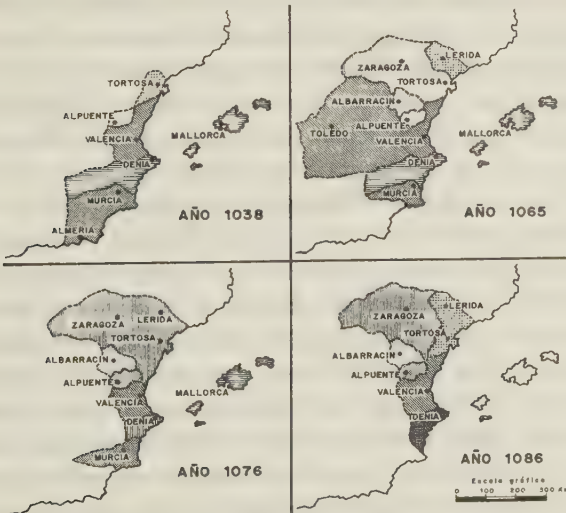 TORTOSA
ALPUENTE
VALENCIA
MALLORCA
DENIA
MURCIA
ALMERIA
AÑO 1038
LERIDA
ZARAGOZA
TORTOSA
ALBARRACIN
ALPUENTE
TOLEDO
VALENCIA
MALLORCA
DENIA
MURCIA
AÑO 1065
LERIDA
ZARAGOZA
TORTOSA
ALBARRACIN
ALPUENTE
MALLORCA
VALENCIA
DENIA
MURCIA
AÑO 1076
LERIDA
ZARAGOZA
TORTOSA
ALBARRACIN
ALPUENTE
VALENCIA
DENIA
AÑO 1086
Escala gráfica
0 100 200 300